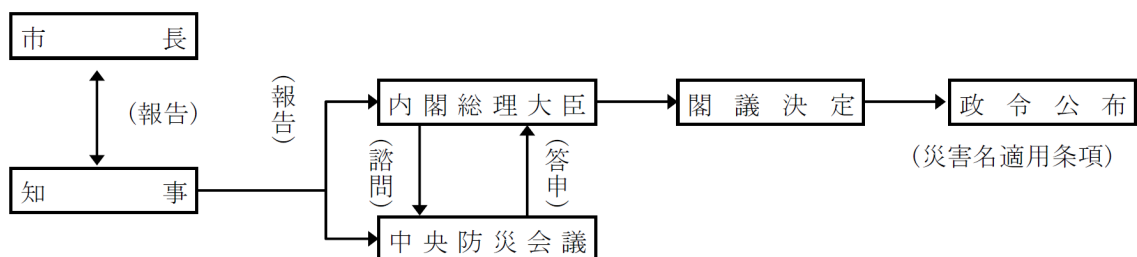 市長
(報告)
知事
(報告)
内閣総理大臣
(諮問)
(答申)
中央防災会議
閣議決定
政令公布
(災害名適用条項)